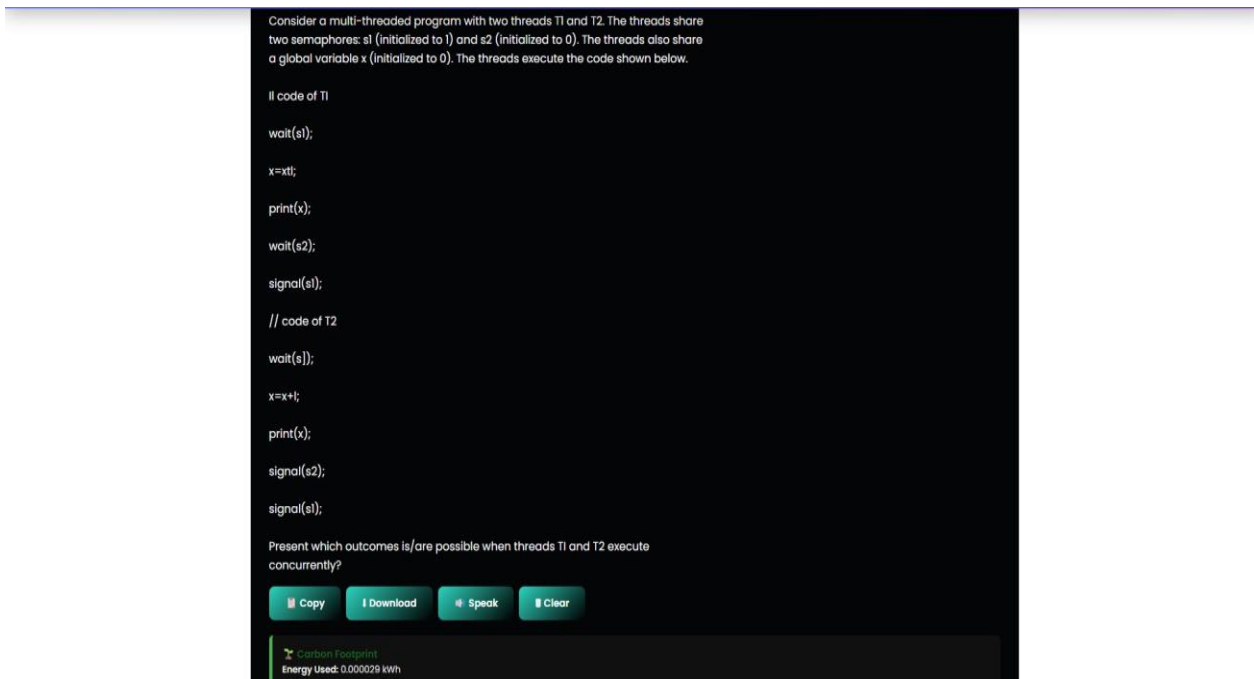 Consider a multi-threaded program with two threads T1 and T2. The threads share
two semaphores: s1 (initialized to 1) and s2 (initialized to 0). The threads also share
a global variable x (initialized to 0). The threads execute the code shown below.
II code of TI
wait(s1);
x=xtl;
print(x);
wait(s2);
signal(s1);
// code of T2
wait(s]);
x=x+l;
print(x);
signal(s2);
signal(s1);
Present which outcomes is/are possible when threads TI and T2 execute
concurrently?
Copy
Download
Speak
Clear
Carbon Footprint
Energy Used: 0.000029 kWh